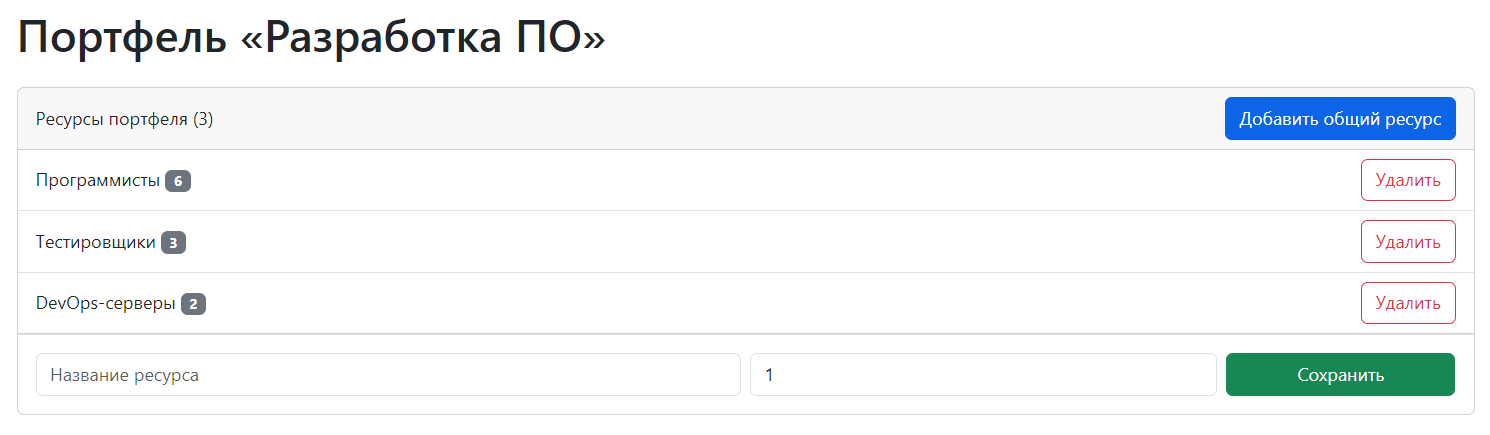 Портфель «Разработка ПО»
Ресурсы портфеля (3) Добавить общий ресурс
Программисты 6 Удалить
Тестировщики 3 Удалить
DevOps-серверы 2 Удалить
Название ресурса 1 Сохранить